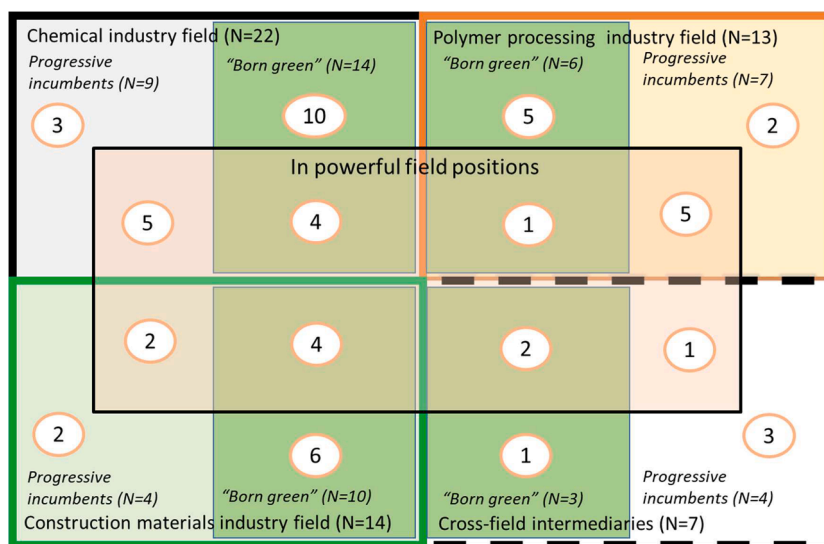 Chemical industry field (N=22)
Polymer processing industry field (N=13)
Progressive
incumbents (N=9)
“Born green” (N=14)
“Born green” (N=6)
Progressive
incumbents (N=7)
3
10
5
2
In powerful field positions
5
4
1
5
2
4
2
1
2
6
1
3
Progressive
incumbents (N=4)
“Born green” (N=10)
“Born green” (N=3)
Progressive
incumbents (N=4)
Construction materials industry field (N=14)
Cross-field intermediaries (N=7)